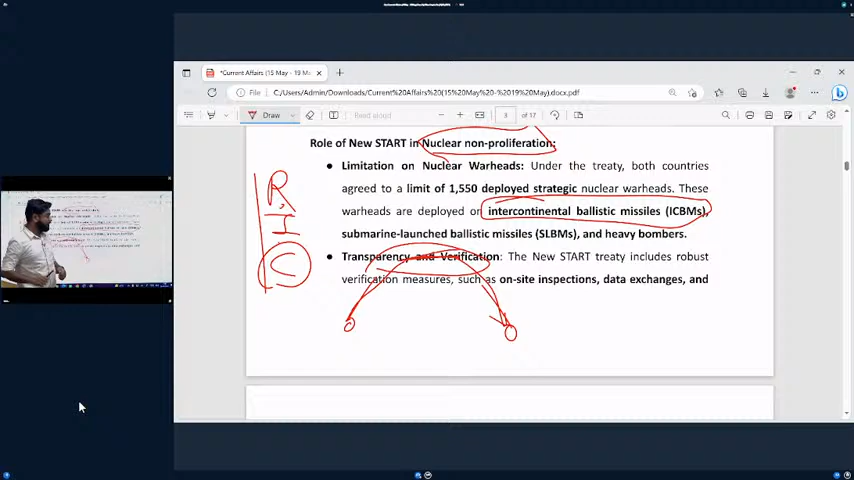 *Current Affairs (15 May - 19 M
File
C:/Users/Admin/Downloads/Current%20Affairs%20(15%20May%20-%2019%20May).docx.pdf
Draw
Read aloud
3 of 17
Role of New START in Nuclear non-proliferation:
• Limitation on Nuclear Warheads: Under the treaty, both countries
agreed to a limit of 1,550 deployed strategic nuclear warheads. These
warheads are deployed on intercontinental ballistic missiles (ICBMs),
submarine-launched ballistic missiles (SLBMs), and heavy bombers.
• Transparency and Verification: The New START treaty includes robust
verification measures, such as on-site inspections, data exchanges, and
R
I
C